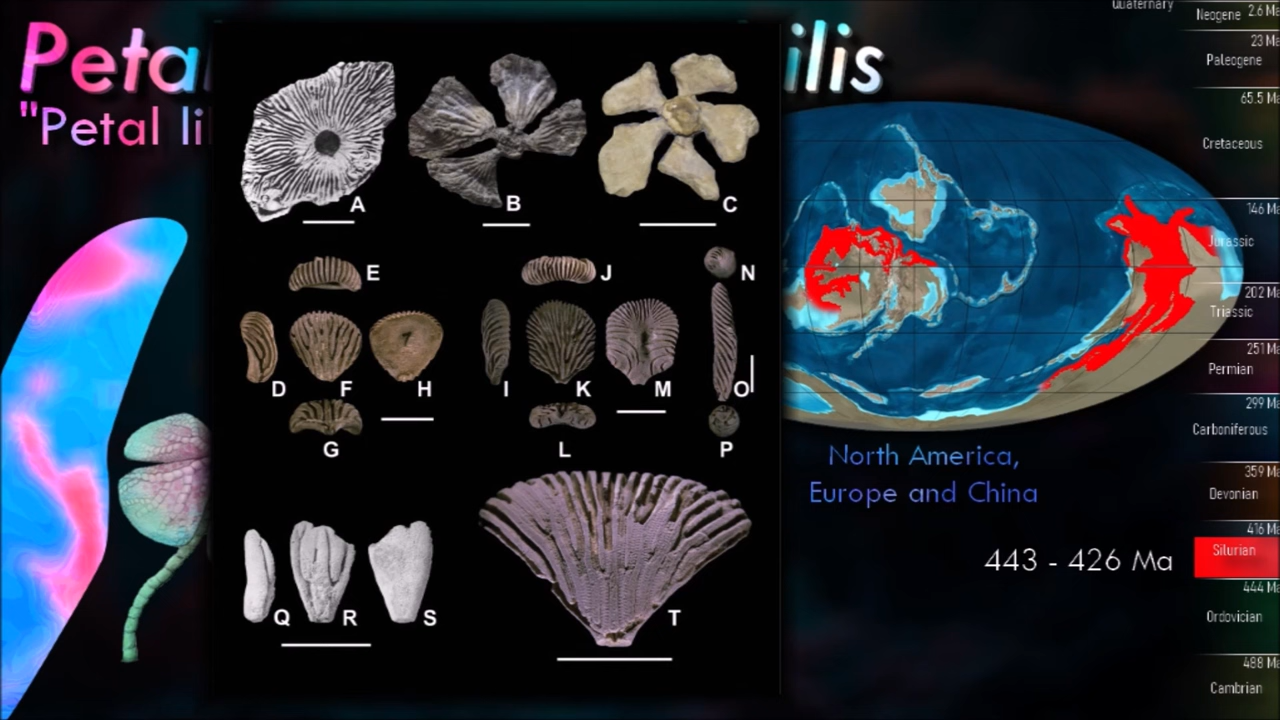 Peta
ilis
"Petal li
A
B
C
E
J
N
D
F
H
I
K
M
O
G
L
P
Q
R
S
T
North America,
Europe and China
443 - 426 Ma
Quaternary
Neogene 2.6 Ma
23 Ma
Paleogene
65.5 Ma
Cretaceous
146 Ma
Jurassic
202 Ma
Triassic
251 Ma
Permian
299 Ma
Carboniferous
359 Ma
Devonian
416 Ma
Silurian
444 Ma
Ordovician
488 Ma
Cambrian